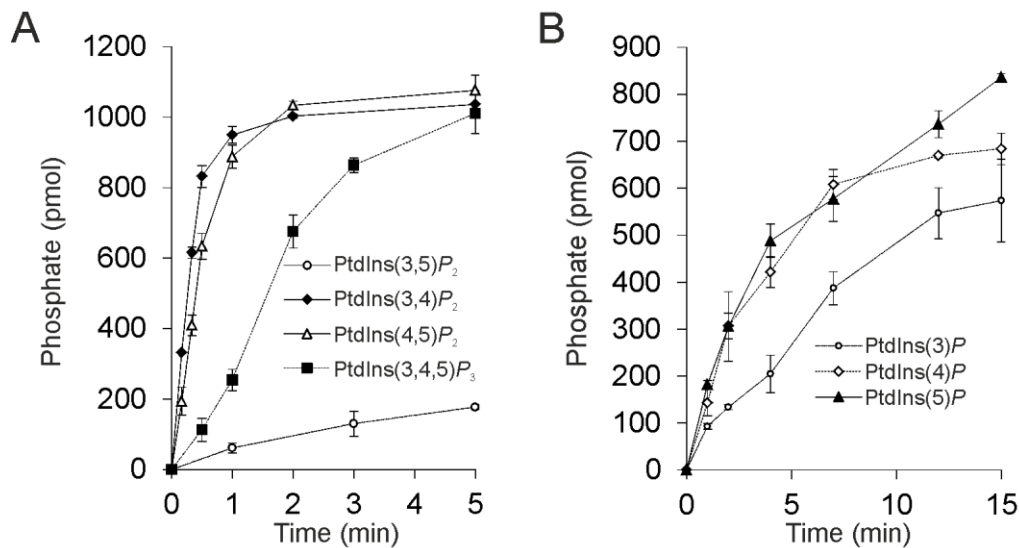 A
Phosphate (pmol)
1200
1000
800
600
400
200
0
PtdIns(3,5)P₂
PtdIns(3,4)P₂
PtdIns(4,5)P₂
PtdIns(3,4,5)P₃
0 1 2 3 4 5
Time (min)
B
Phosphate (pmol)
900
800
700
600
500
400
300
200
100
0
PtdIns(3)P
PtdIns(4)P
PtdIns(5)P
0 5 10 15
Time (min)